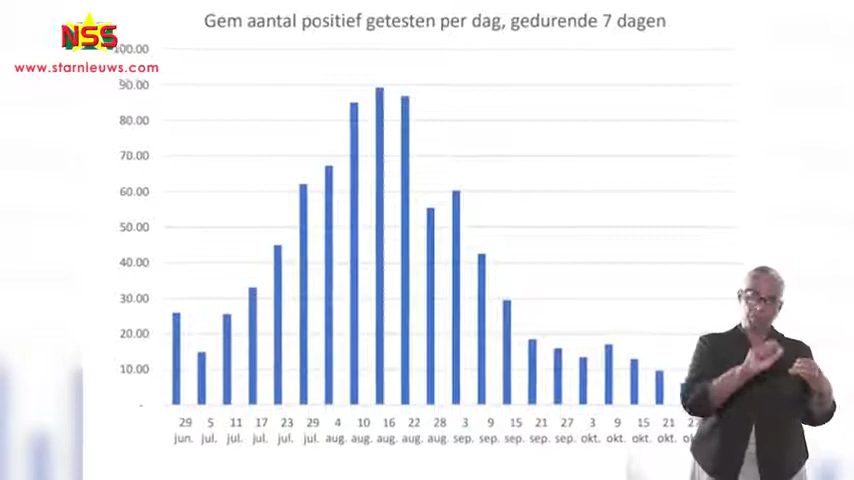 Gem aantal positief getesten per dag, gedurende 7 dagen
NSS
www.starnieuws.com
100.00
90.00
80.00
70.00
60.00
50.00
40.00
30.00
20.00
10.00
-
29 5 11 17 23 29 4 10 16 22 28 3 9 15 21 27 3 9 15 21 27
jun. jul. jul. jul. jul. jul. aug. aug. aug. aug. aug. sep. sep. sep. sep. sep. okt. okt. okt. okt.